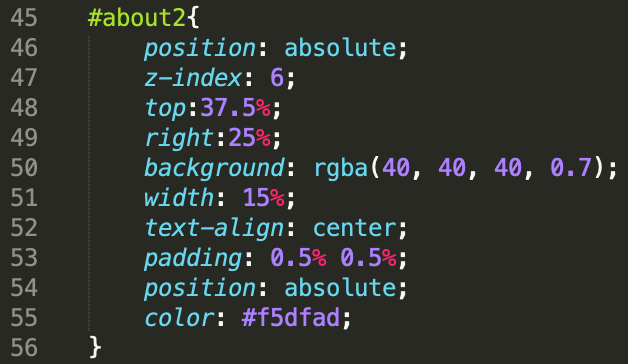 45 #about2{
46 position: absolute;
47 z-index: 6;
48 top:37.5%;
49 right:25%;
50 background: rgba(40, 40, 40, 0.7);
51 width: 15%;
52 text-align: center;
53 padding: 0.5% 0.5%;
54 position: absolute;
55 color: #f5dfad;
56 }